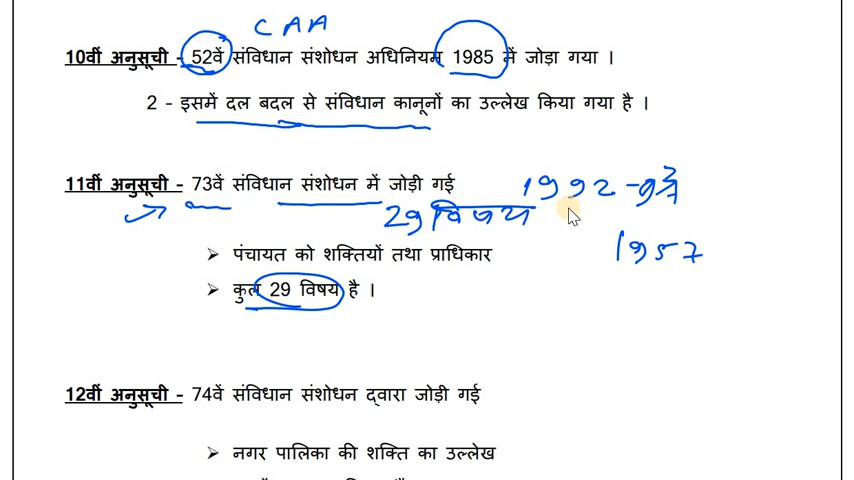 CAA
10वीं अनुसूची - 52वें संविधान संशोधन अधिनियम 1985 में जोड़ा गया ।
2 - इसमें दल बदल से संविधान कानूनों का उल्लेख किया गया है ।
11वीं अनुसूची - 73वें संविधान संशोधन में जोड़ी गई 1992 - 93
29 विषय
1957
पंचायत को शक्तियों तथा प्राधिकार
कुल 29 विषय है ।
12वीं अनुसूची - 74वें संविधान संशोधन द्वारा जोड़ी गई
नगर पालिका की शक्ति का उल्लेख